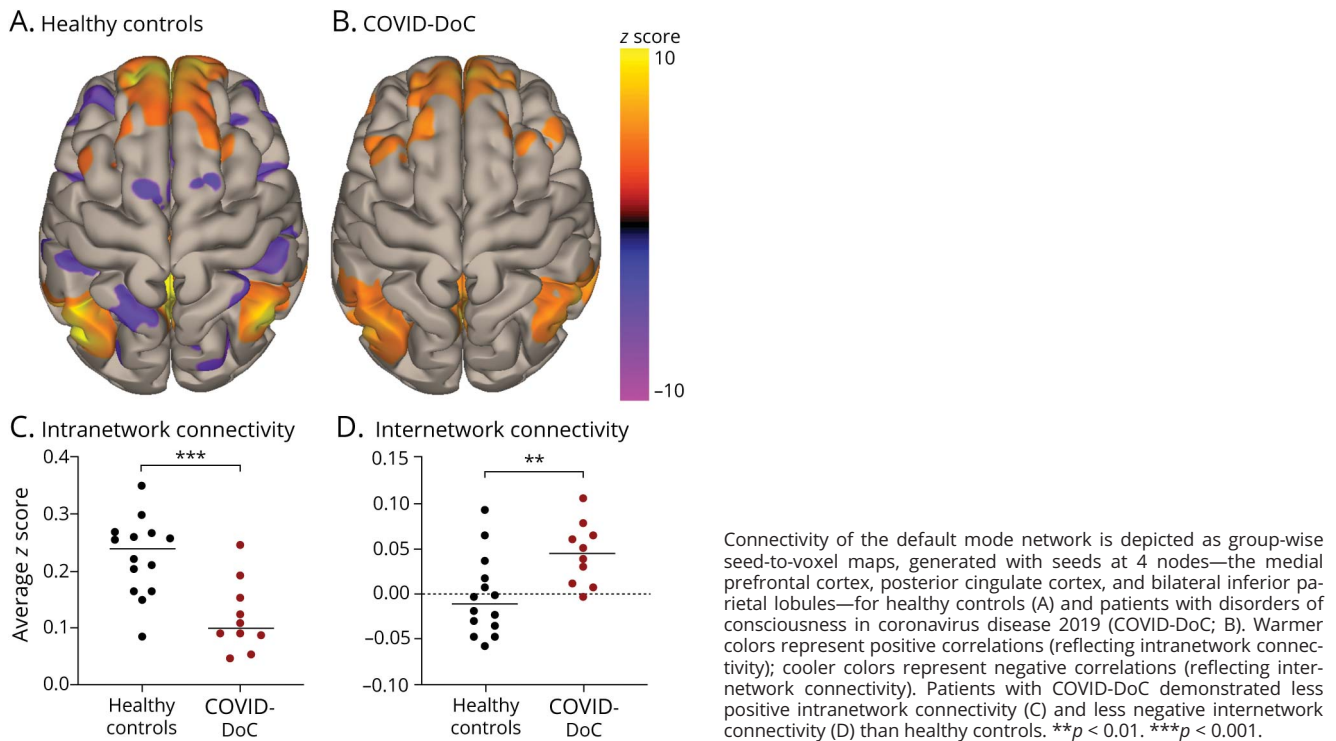 A. Healthy controls
B. COVID-DoC
z score
10
–10
C. Intranetwork connectivity
***
0.4
0.3
0.2
0.1
0.0
Average z score
Healthy
controls
COVID-
DoC
D. Internetwork connectivity
**
0.15
0.10
0.05
0.00
–0.05
–0.10
Healthy
controls
COVID-
DoC
Connectivity of the default mode network is depicted as group-wise
seed-to-voxel maps, generated with seeds at 4 nodes—the medial
prefrontal cortex, posterior cingulate cortex, and bilateral inferior pa-
rietal lobules—for healthy controls (A) and patients with disorders of
consciousness in coronavirus disease 2019 (COVID-DoC; B). Warmer
colors represent positive correlations (reflecting intranetwork connec-
tivity); cooler colors represent negative correlations (reflecting inter-
network connectivity). Patients with COVID-DoC demonstrated less
positive intranetwork connectivity (C) and less negative internetwork
connectivity (D) than healthy controls. **p < 0.01. ***p < 0.001.